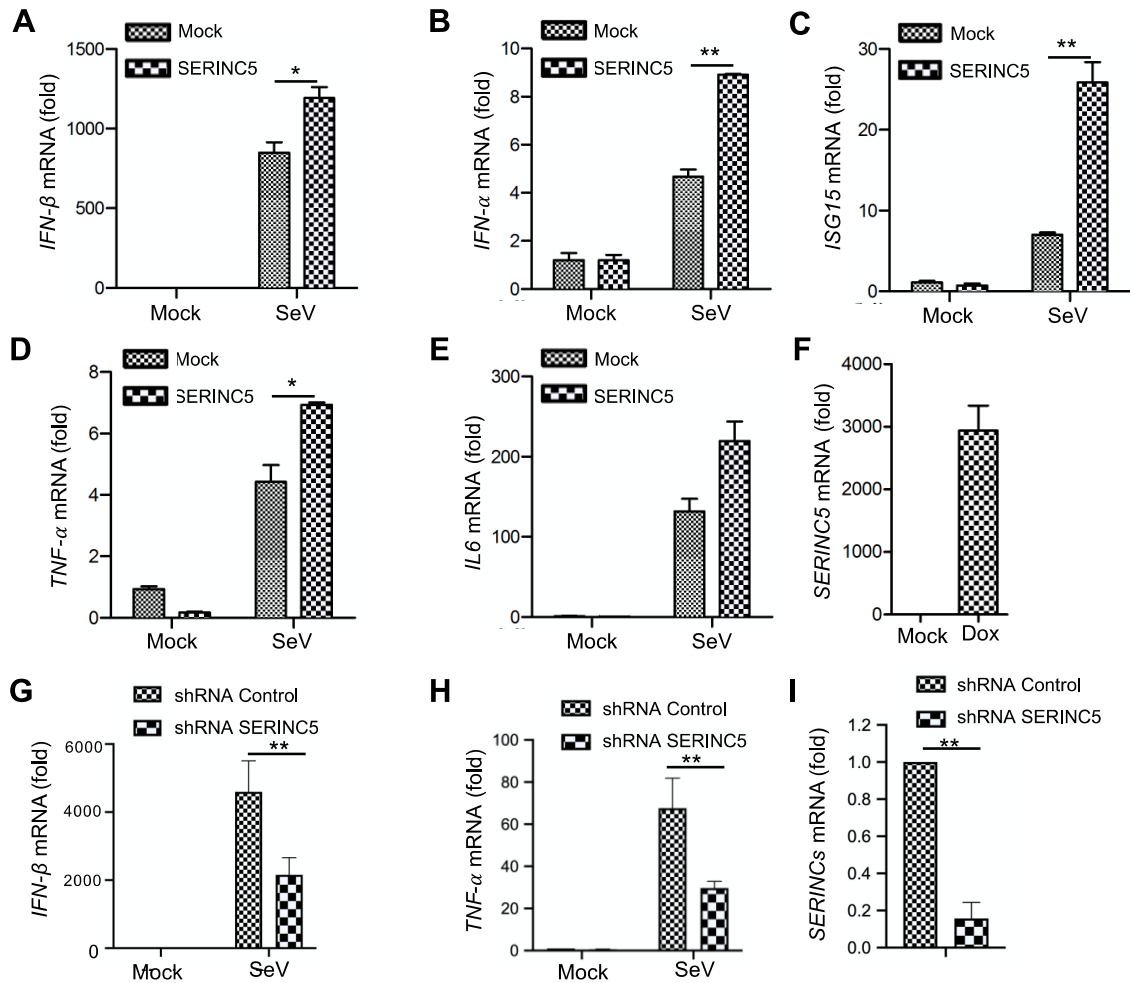 A
Mock
SERINC5
IFN-β mRNA (fold)
1500
1000
500
0
*
Mock
SeV
B
Mock
SERINC5
IFN-α mRNA (fold)
10
8
6
4
2
0
**
Mock
SeV
C
Mock
SERINC5
ISG15 mRNA (fold)
30
20
10
0
**
Mock
SeV
D
Mock
SERINC5
TNF-α mRNA (fold)
8
6
4
2
0
*
Mock
SeV
E
Mock
SERINC5
IL6 mRNA (fold)
300
200
100
0
Mock
SeV
F
SERINC5 mRNA (fold)
4000
3000
2000
1000
0
Mock
Dox
G
shRNA Control
shRNA SERINC5
IFN-β mRNA (fold)
6000
4000
2000
0
**
Mock
SeV
H
shRNA Control
shRNA SERINC5
TNF-α mRNA (fold)
100
80
60
40
20
0
**
Mock
SeV
I
shRNA Control
shRNA SERINC5
SERINCs mRNA (fold)
1.2
1.0
0.8
0.6
0.4
0.2
0.0
**